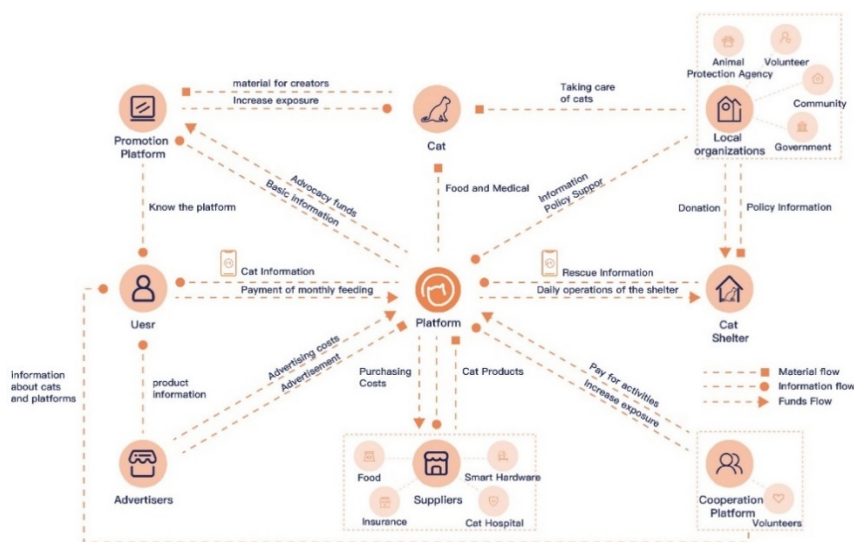 Animal
Protection Agency
Volunteer
Community
Government
Local
organizations
material for creators
Increase exposure
Promotion
Platform
Cat
Taking care
of cats
Advocacy funds
Basic information
Food and Medical
Information
Policy Suppor
Know the platform
Donation
Policy Information
Cat Information
Payment of monthly feeding
Rescue Information
Daily operations of the shelter
Uesr
Platform
Cat
Shelter
information
about cats
and platforms
product
information
Advertising costs
Advertisement
Purchasing
Costs
Cat Products
Pay for activities
Increase exposure
Material flow
Information flow
Funds Flow
Advertisers
Food
Smart Hardware
Suppliers
Insurance
Cat Hospital
Cooperation
Platform
Volunteers